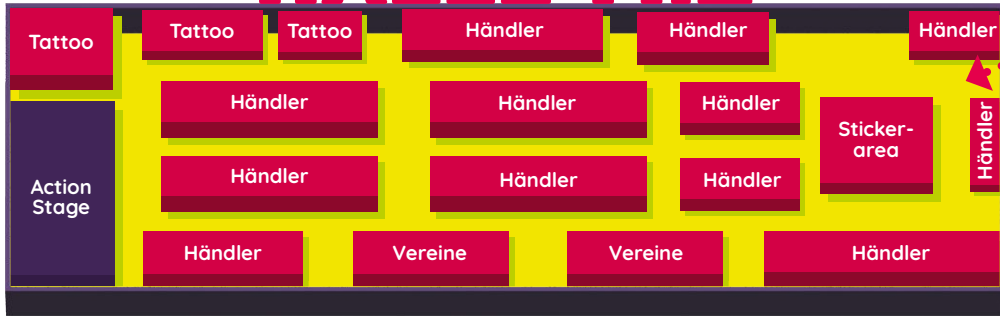 Tattoo
Tattoo
Tattoo
Händler
Händler
Händler
Händler
Händler
Händler
Sticker-
area
Händler
Action
Stage
Händler
Händler
Händler
Händler
Vereine
Vereine
Händler